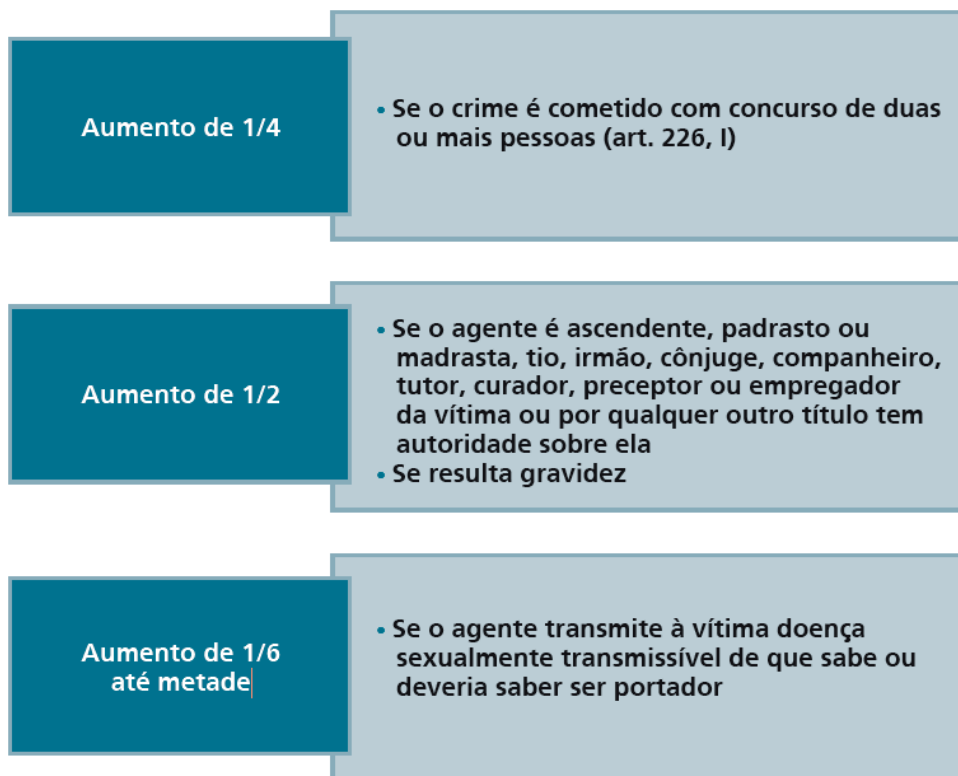 Aumento de 1/4
• Se o crime é cometido com concurso de duas
ou mais pessoas (art. 226, I)
Aumento de 1/2
• Se o agente é ascendente, padrasto ou
madrasta, tio, irmão, cônjuge, companheiro,
tutor, curador, preceptor ou empregador
da vítima ou por qualquer outro título tem
autoridade sobre ela
• Se resulta gravidez
Aumento de 1/6
até metade
• Se o agente transmite à vítima doença
sexualmente transmissível de que sabe ou
deveria saber ser portador